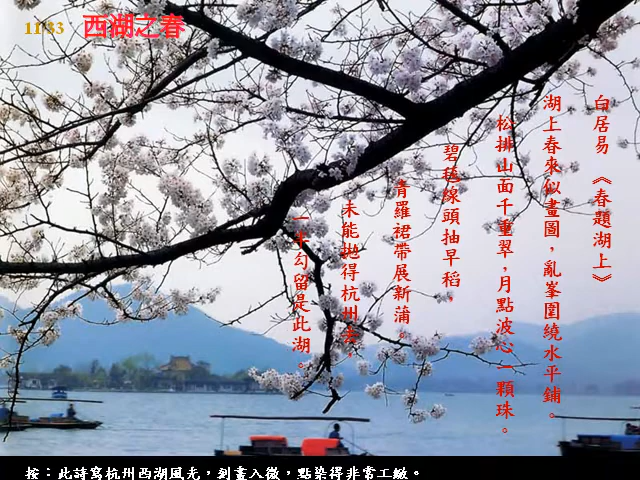 11/33
西湖之春
白居易 《春題湖上》
湖上春來似畫圖,亂峯圍繞水平鋪。
松排山面千重翠,月點波心一顆珠。
碧毯線頭抽早稻,
青羅裙帶展新蒲。
未能拋得杭州去,
一半勾留是此湖。
按:此詩寫杭州西湖風光,刻畫入微,點染得非常工緻。